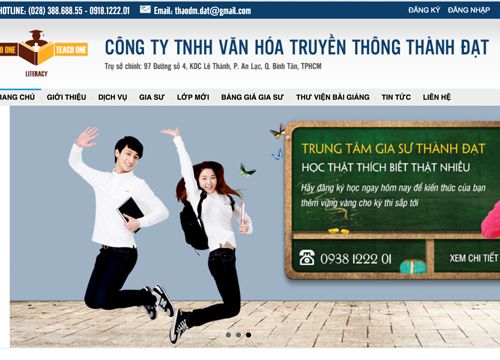 HOTLINE: (028) 388.688.55 - 0918.1222.01 Email: thaodm.dat@gmail.com ĐĂNG KÝ ĐĂNG NHẬP
ONE TEACH ONE
LITERACY
CÔNG TY TNHH VĂN HÓA TRUYỀN THÔNG THÀNH ĐẠT
Trụ sở chính: 97 Đường số 4, KDC Lê Thành, P. An Lạc, Q. Bình Tân, TPHCM
TRANG CHỦ GIỚI THIỆU DỊCH VỤ GIA SƯ LỚP MỚI BẢNG GIÁ GIA SƯ THƯ VIỆN BÀI GIẢNG TIN TỨC LIÊN HỆ
TRUNG TÂM GIA SƯ THÀNH ĐẠT
HỌC THẬT THÍCH BIẾT THẬT NHIỀU
Hãy đăng ký học ngay hôm nay để kiến thức của bạn
thêm vững vàng cho kỳ thi sắp tới
0938 1222 01 XEM CHI TIẾT